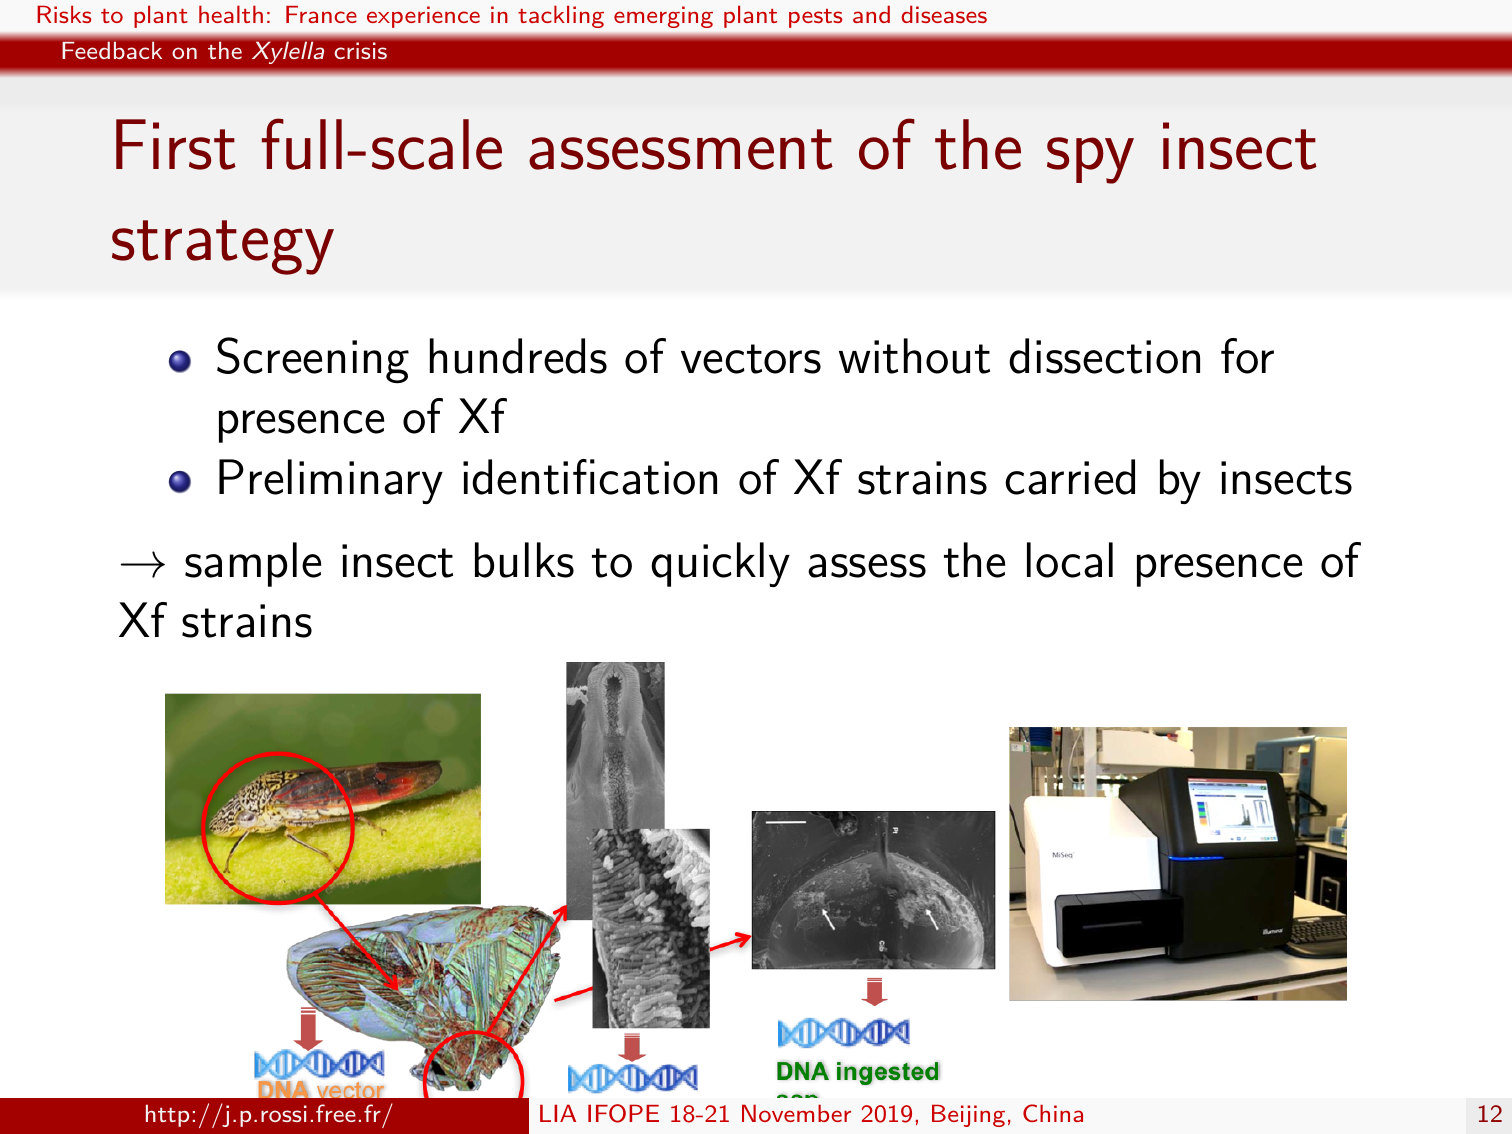 Risks to plant health: France experience in tackling emerging plant pests and diseases
Feedback on the Xylella crisis
First full-scale assessment of the spy insect
strategy
Screening hundreds of vectors without dissection for
presence of Xf
Preliminary identification of Xf strains carried by insects
→ sample insect bulks to quickly assess the local presence of
Xf strains
MiSeq
illumina
DNA ingested
DNA vector
http://j.p.rossi.free.fr/
LIA IFOPE 18-21 November 2019, Beijing, China
12